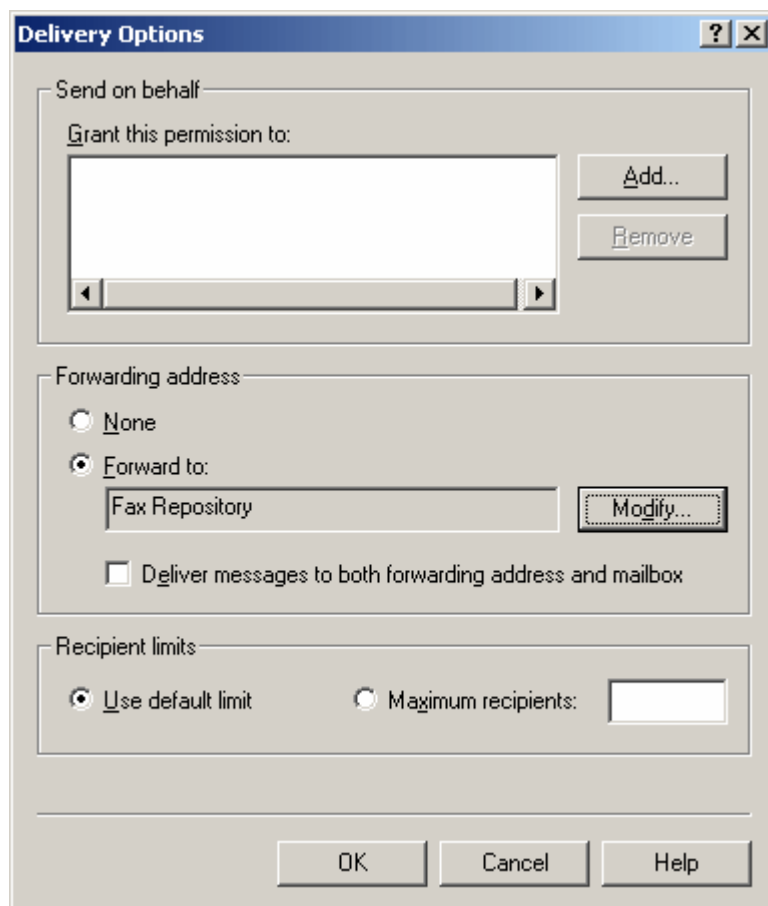 Delivery Options
Send on behalf
Grant this permission to:
Add...
Remove
Forwarding address
None
Forward to:
Fax Repository
Modify...
Deliver messages to both forwarding address and mailbox
Recipient limits
Use default limit
Maximum recipients:
OK
Cancel
Help